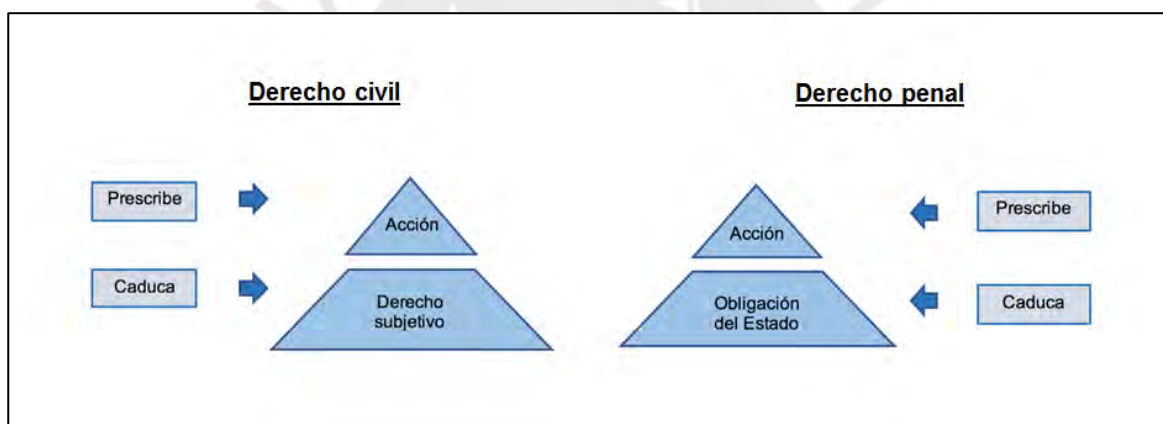 Derecho civil
Prescribe
Acción
Caduca
Derecho
subjetivo
Derecho penal
Acción
Prescribe
Obligación
del Estado
Caduca